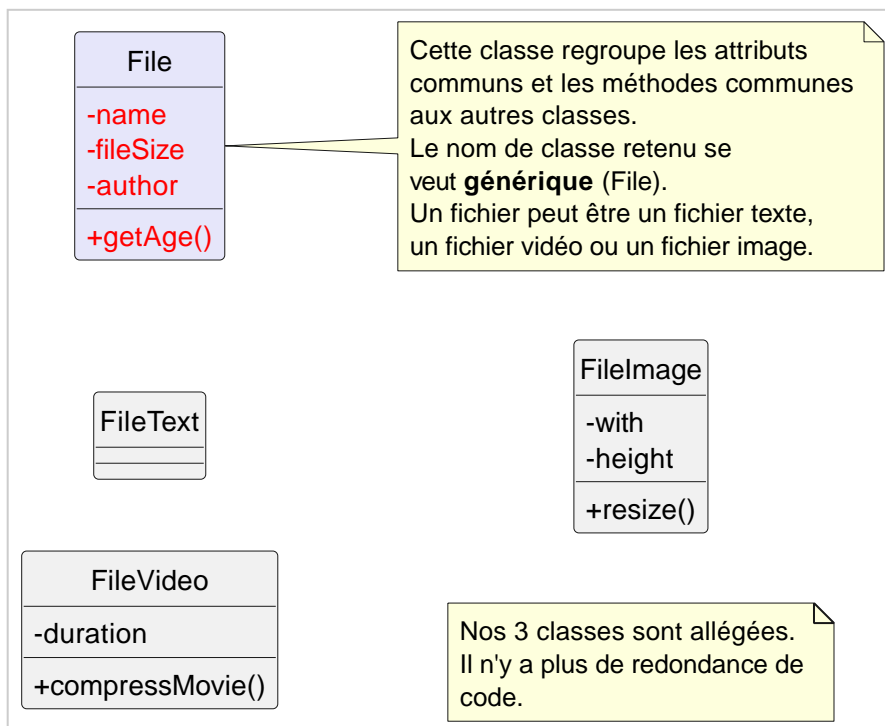 File
-name
-fileSize
-author
+getAge()
Cette classe regroupe les attributs
communs et les méthodes communes
aux autres classes.
Le nom de classe retenu se
veut générique (File).
Un fichier peut être un fichier texte,
un fichier vidéo ou un fichier image.
FileText
FileImage
-with
-height
+resize()
FileVideo
-duration
+compressMovie()
Nos 3 classes sont allégées.
Il n'y a plus de redondance de
code.